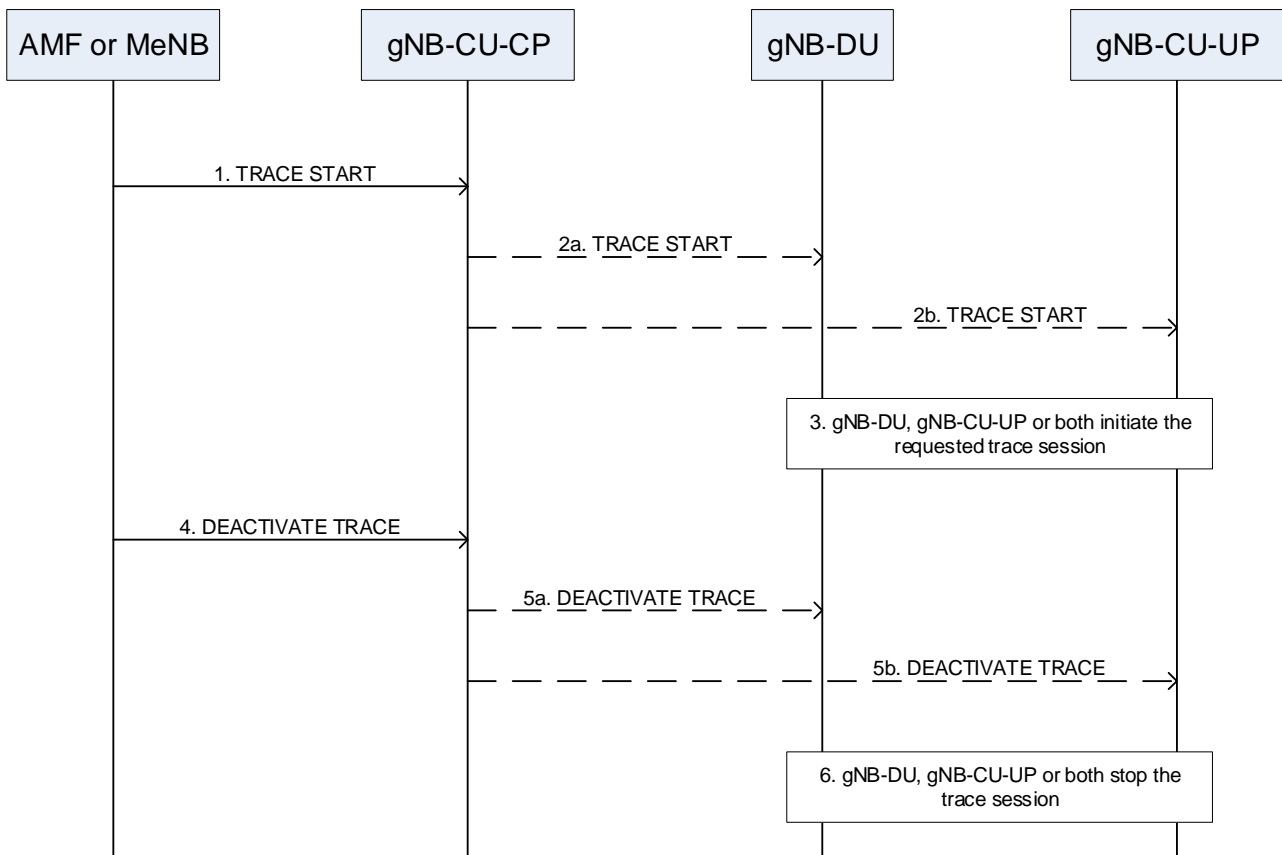 AMF or MeNB
gNB-CU-CP
gNB-DU
gNB-CU-UP
1. TRACE START
2a. TRACE START
2b. TRACE START
3. gNB-DU, gNB-CU-UP or both initiate the
requested trace session
4. DEACTIVATE TRACE
5a. DEACTIVATE TRACE
5b. DEACTIVATE TRACE
6. gNB-DU, gNB-CU-UP or both stop the
trace session